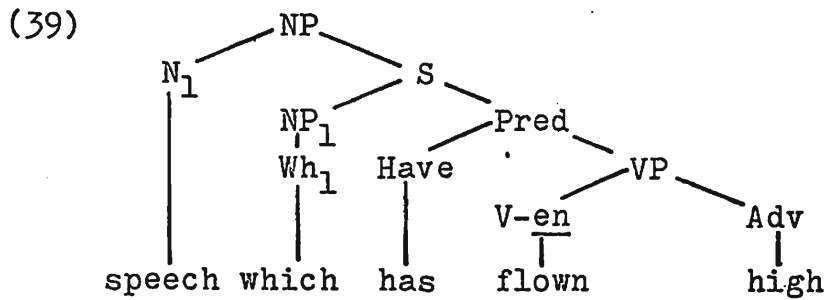 (39) NP
N1 S
NP1 Pred
Wh1 Have VP
V-en Adv
speech which has flown high